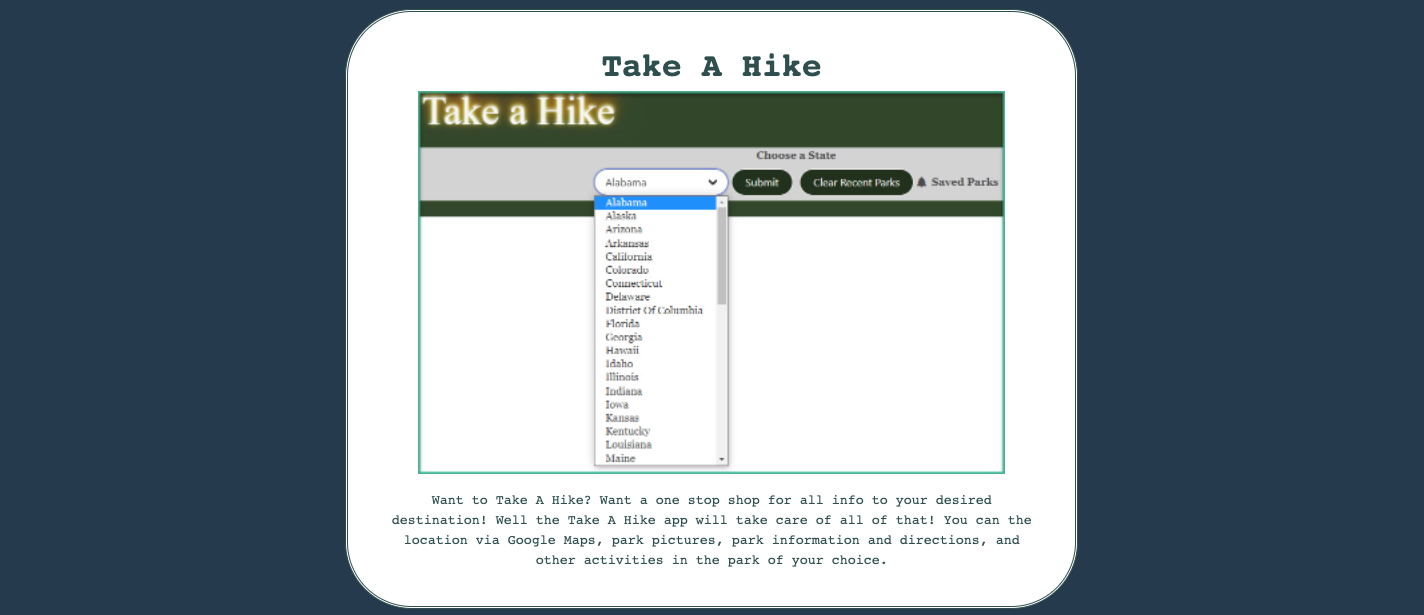 Take A Hike
Take a Hike
Choose a State
Alabama
Submit
Clear Recent Parks
Saved Parks
Alabama
Alaska
Arizona
Arkansas
California
Colorado
Connecticut
Delaware
District Of Columbia
Florida
Georgia
Hawaii
Idaho
Illinois
Indiana
Iowa
Kansas
Kentucky
Louisiana
Maine
Want to Take A Hike? Want a one stop shop for all info to your desired
destination! Well the Take A Hike app will take care of all of that! You can the
location via Google Maps, park pictures, park information and directions, and
other activities in the park of your choice.